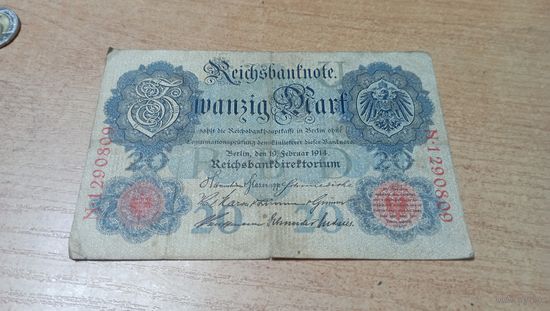 Reichsbanknote.
Zwanzig Mark
zahlt die Reichsbankhauptkasse in Berlin ohne
Legitimationsprüfung dem Einlieferer dieser Banknote.
Berlin, den 19. Februar 1914.
Reichsbankdirektorium
20
20
N·1290809
N·1290809
20